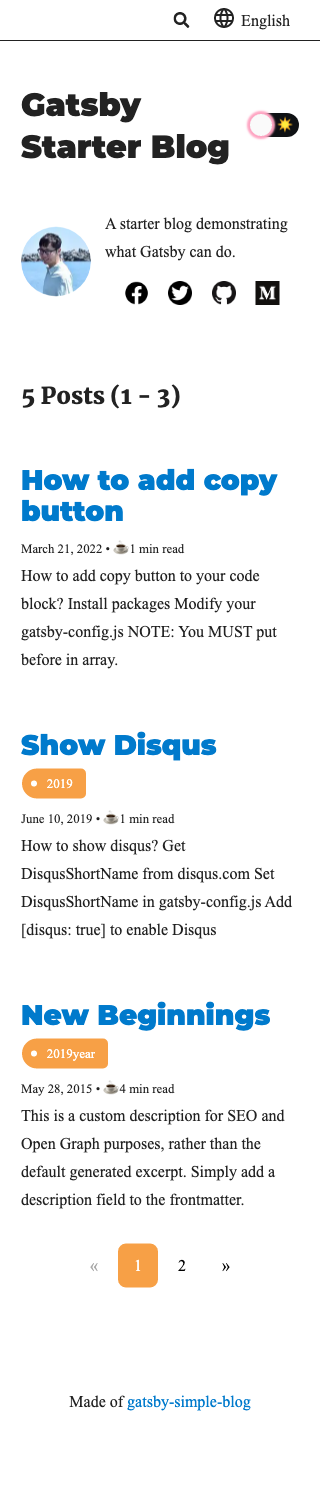 English
Gatsby
Starter Blog
A starter blog demonstrating
what Gatsby can do.
5 Posts (1 - 3)
How to add copy
button
March 21, 2022 • ☕1 min read
How to add copy button to your code
block? Install packages Modify your
gatsby-config.js NOTE: You MUST put
before in array.
Show Disqus
2019
June 10, 2019 • ☕1 min read
How to show disqus? Get
DisqusShortName from disqus.com Set
DisqusShortName in gatsby-config.js Add
[disqus: true] to enable Disqus
New Beginnings
2019year
May 28, 2015 • ☕4 min read
This is a custom description for SEO and
Open Graph purposes, rather than the
default generated excerpt. Simply add a
description field to the frontmatter.
« 1 2 »
Made of gatsby-simple-blog